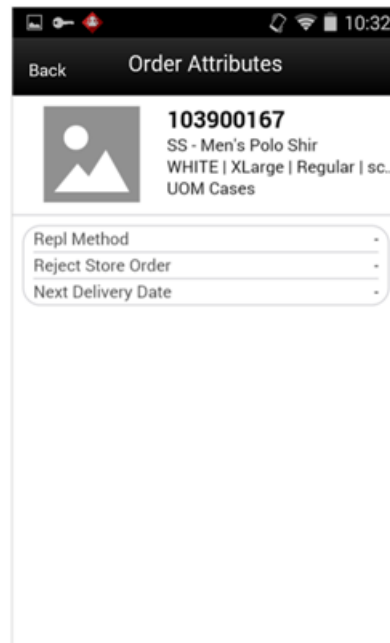 10:32
Back Order Attributes
103900167
SS - Men's Polo Shir
WHITE | XLarge | Regular | sc..
UOM Cases
Repl Method -
Reject Store Order -
Next Delivery Date -